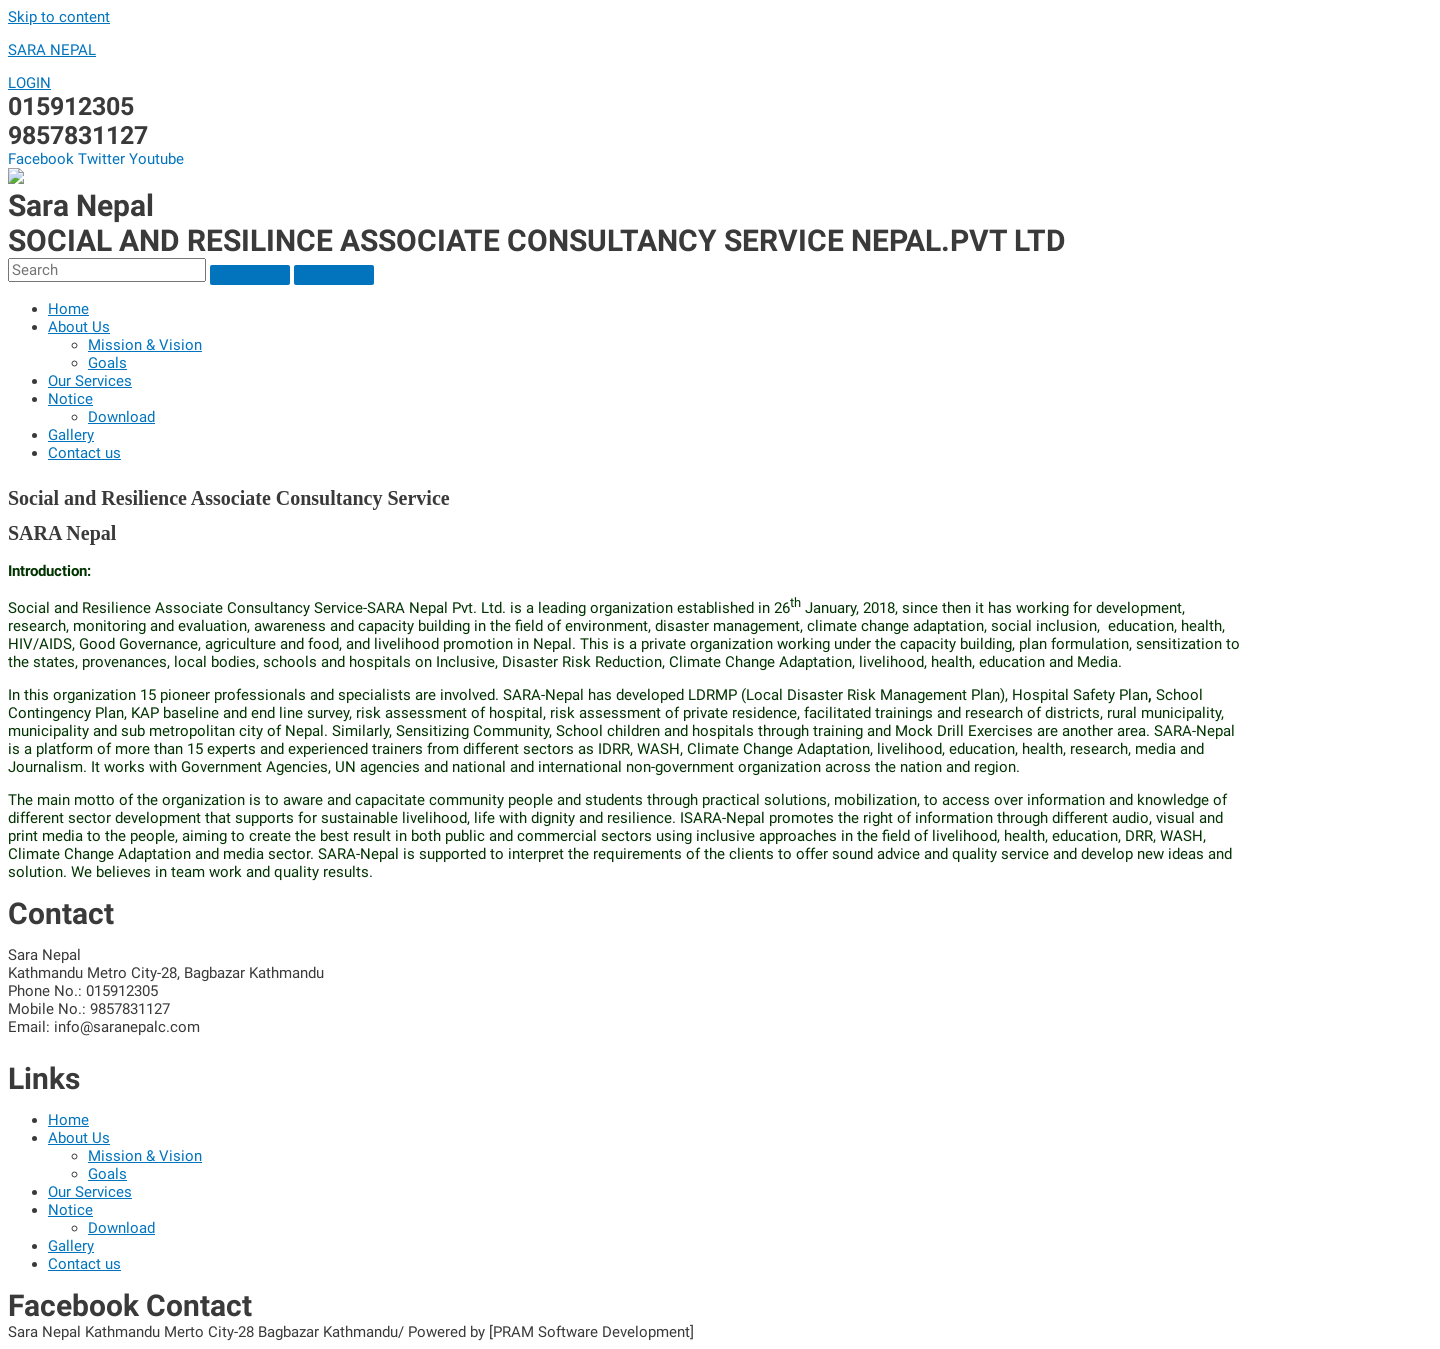 Skip to content
SARA NEPAL
LOGIN
015912305
9857831127
Facebook Twitter Youtube
Sara Nepal
SOCIAL AND RESILINCE ASSOCIATE CONSULTANCY SERVICE NEPAL.PVT LTD
Search
Home
About Us
Mission & Vision
Goals
Our Services
Notice
Download
Gallery
Contact us
Social and Resilience Associate Consultancy Service
SARA Nepal
Introduction:
Social and Resilience Associate Consultancy Service-SARA Nepal Pvt. Ltd. is a leading organization established in 26th January, 2018, since then it has working for development,
research, monitoring and evaluation, awareness and capacity building in the field of environment, disaster management, climate change adaptation, social inclusion,  education, health,
HIV/AIDS, Good Governance, agriculture and food, and livelihood promotion in Nepal. This is a private organization working under the capacity building, plan formulation, sensitization to
the states, provenances, local bodies, schools and hospitals on Inclusive, Disaster Risk Reduction, Climate Change Adaptation, livelihood, health, education and Media.
In this organization 15 pioneer professionals and specialists are involved. SARA-Nepal has developed LDRMP (Local Disaster Risk Management Plan), Hospital Safety Plan, School
Contingency Plan, KAP baseline and end line survey, risk assessment of hospital, risk assessment of private residence, facilitated trainings and research of districts, rural municipality,
municipality and sub metropolitan city of Nepal. Similarly, Sensitizing Community, School children and hospitals through training and Mock Drill Exercises are another area. SARA-Nepal
is a platform of more than 15 experts and experienced trainers from different sectors as IDRR, WASH, Climate Change Adaptation, livelihood, education, health, research, media and
Journalism. It works with Government Agencies, UN agencies and national and international non-government organization across the nation and region.
The main motto of the organization is to aware and capacitate community people and students through practical solutions, mobilization, to access over information and knowledge of
different sector development that supports for sustainable livelihood, life with dignity and resilience. ISARA-Nepal promotes the right of information through different audio, visual and
print media to the people, aiming to create the best result in both public and commercial sectors using inclusive approaches in the field of livelihood, health, education, DRR, WASH,
Climate Change Adaptation and media sector. SARA-Nepal is supported to interpret the requirements of the clients to offer sound advice and quality service and develop new ideas and
solution. We believes in team work and quality results.
Contact
Sara Nepal
Kathmandu Metro City-28, Bagbazar Kathmandu
Phone No.: 015912305
Mobile No.: 9857831127
Email: info@saranepalc.com
Links
Home
About Us
Mission & Vision
Goals
Our Services
Notice
Download
Gallery
Contact us
Facebook Contact
Sara Nepal Kathmandu Merto City-28 Bagbazar Kathmandu/ Powered by [PRAM Software Development]